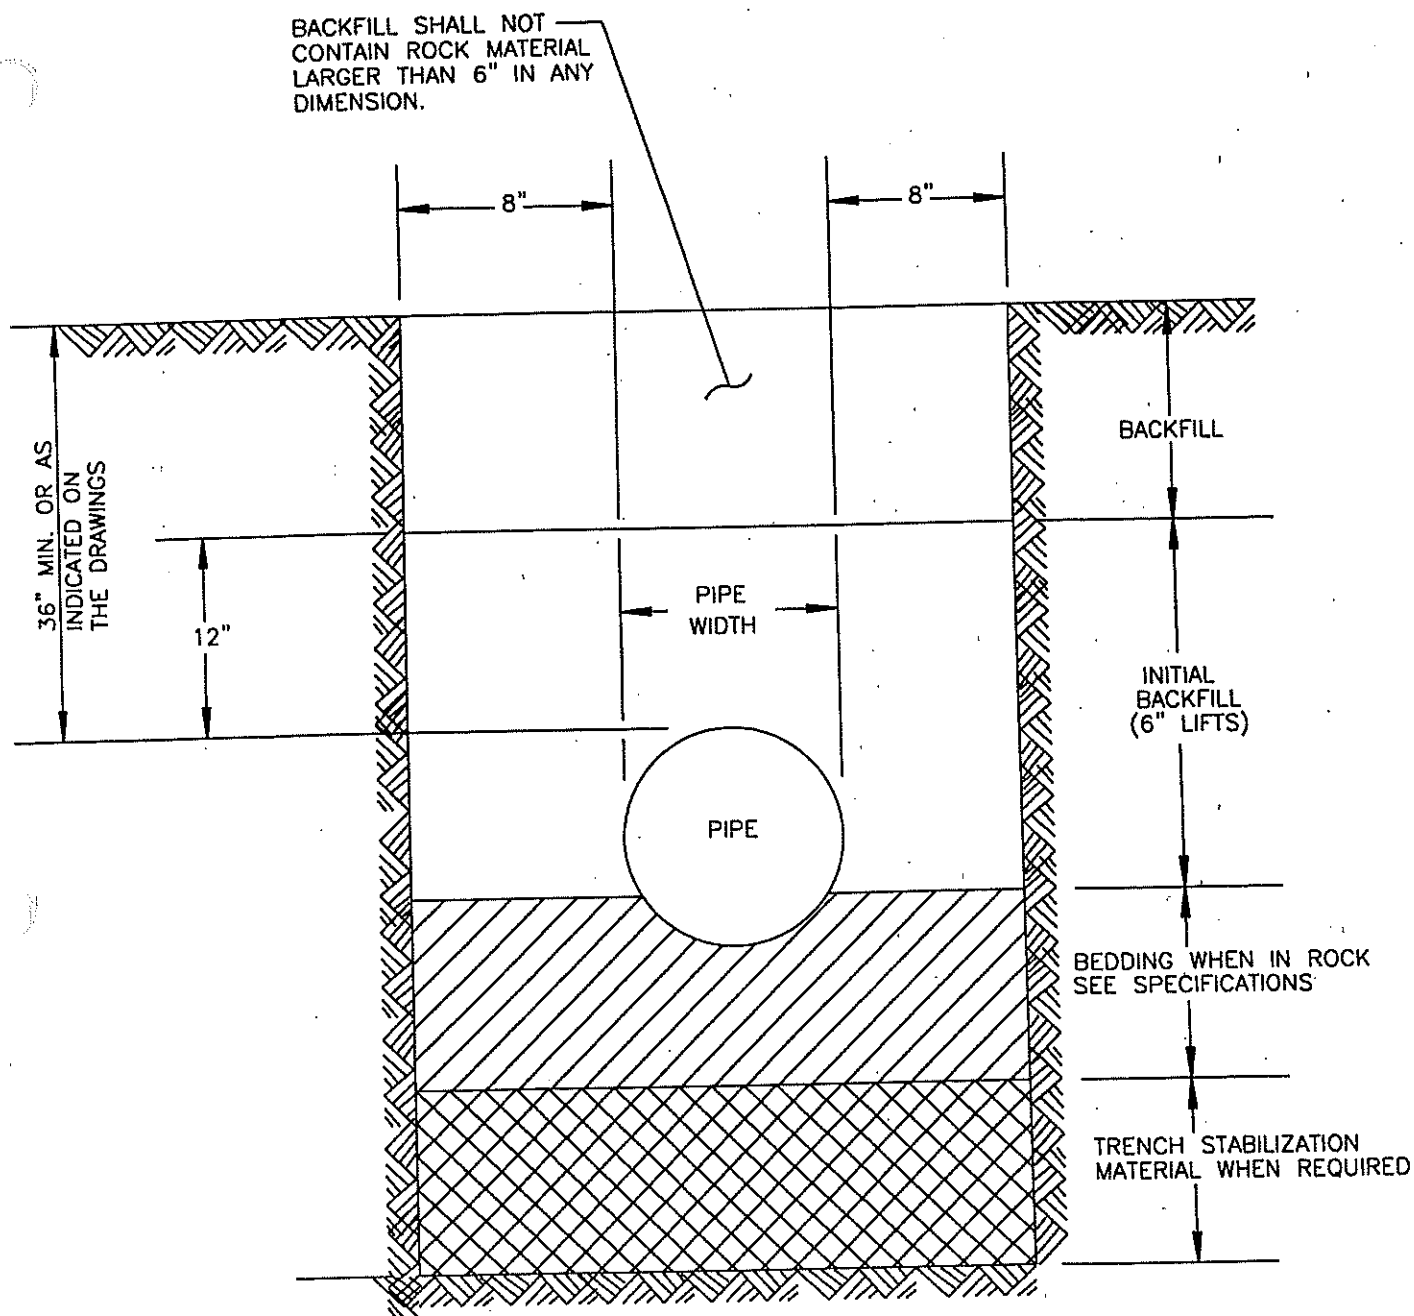 BACKFILL SHALL NOT
CONTAIN ROCK MATERIAL
LARGER THAN 6" IN ANY
DIMENSION.
8"
8"
BACKFILL
36" MIN. OR AS
INDICATED ON
THE DRAWINGS
12"
PIPE
WIDTH
INITIAL
BACKFILL
(6" LIFTS)
PIPE
BEDDING WHEN IN ROCK
SEE SPECIFICATIONS
TRENCH STABILIZATION
MATERIAL WHEN REQUIRED